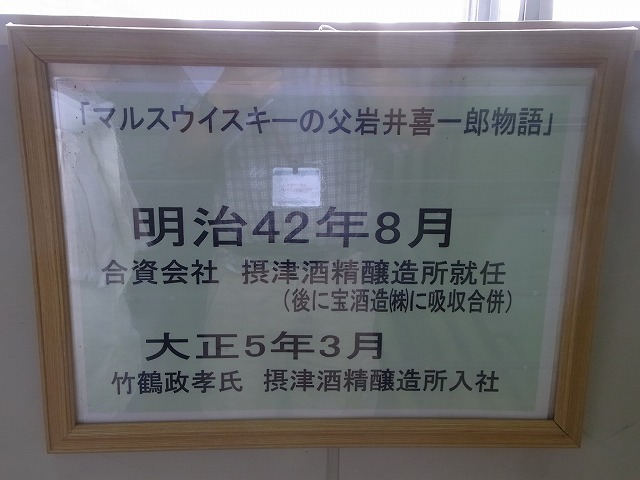 「マルスウイスキーの父岩井喜一郎物語」
明治42年8月
合資会社 摂津酒精醸造所就任
(後に宝酒造㈱に吸収合併)
大正5年3月
竹鶴政孝氏 摂津酒精醸造所入社